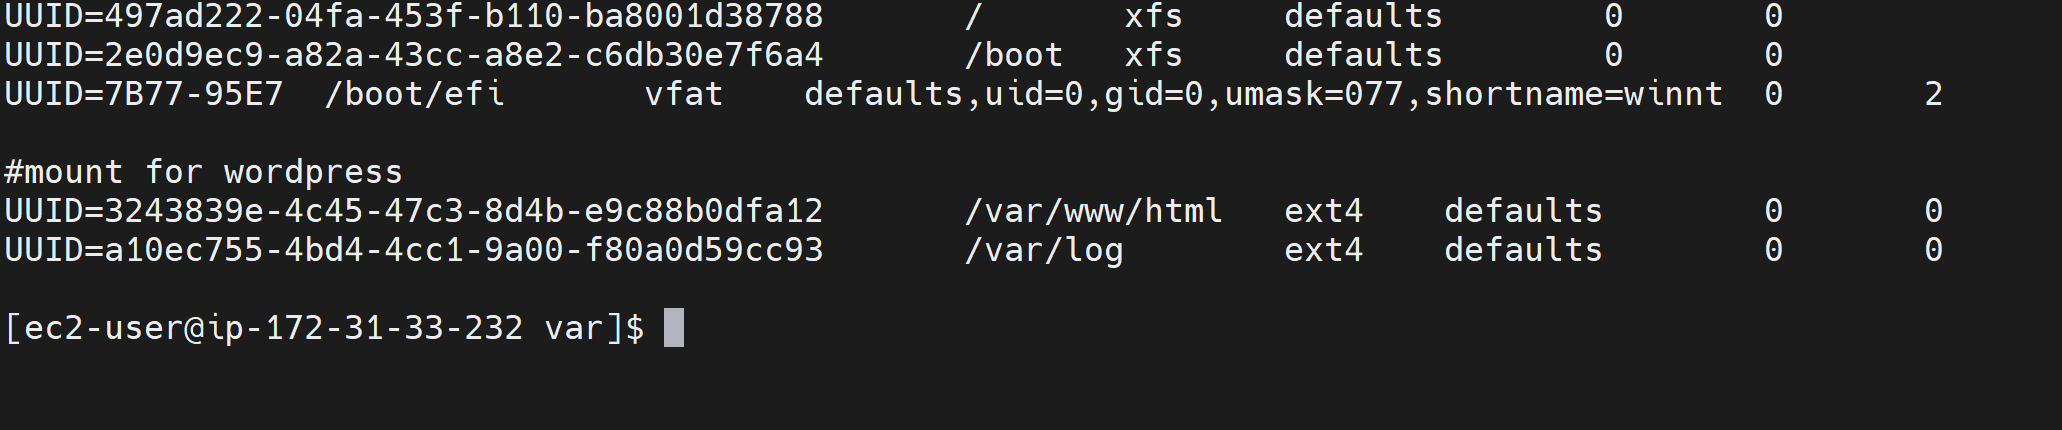 UUID=497ad222-04fa-453f-b110-ba8001d38788 / xfs defaults 0 0
UUID=2e0d9ec9-a82a-43cc-a8e2-c6db30e7f6a4 /boot xfs defaults 0 0
UUID=7B77-95E7 /boot/efi vfat defaults,uid=0,gid=0,umask=077,shortname=winnt 0 2
#mount for wordpress
UUID=3243839e-4c45-47c3-8d4b-e9c88b0dfa12 /var/www/html ext4 defaults 0 0
UUID=a10ec755-4bd4-4cc1-9a00-f80a0d59cc93 /var/log ext4 defaults 0 0
[ec2-user@ip-172-31-33-232 var]$